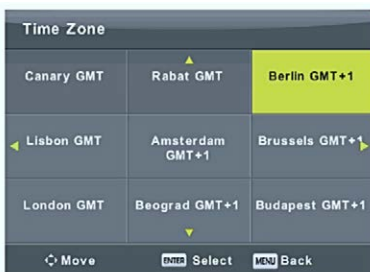 Time Zone
Canary GMT
Rabat GMT
Berlin GMT+1
Lisbon GMT
Amsterdam
GMT+1
Brussels GMT+1
London GMT
Beograd GMT+1
Budapest GMT+1
Move
ENTER Select
MENU Back